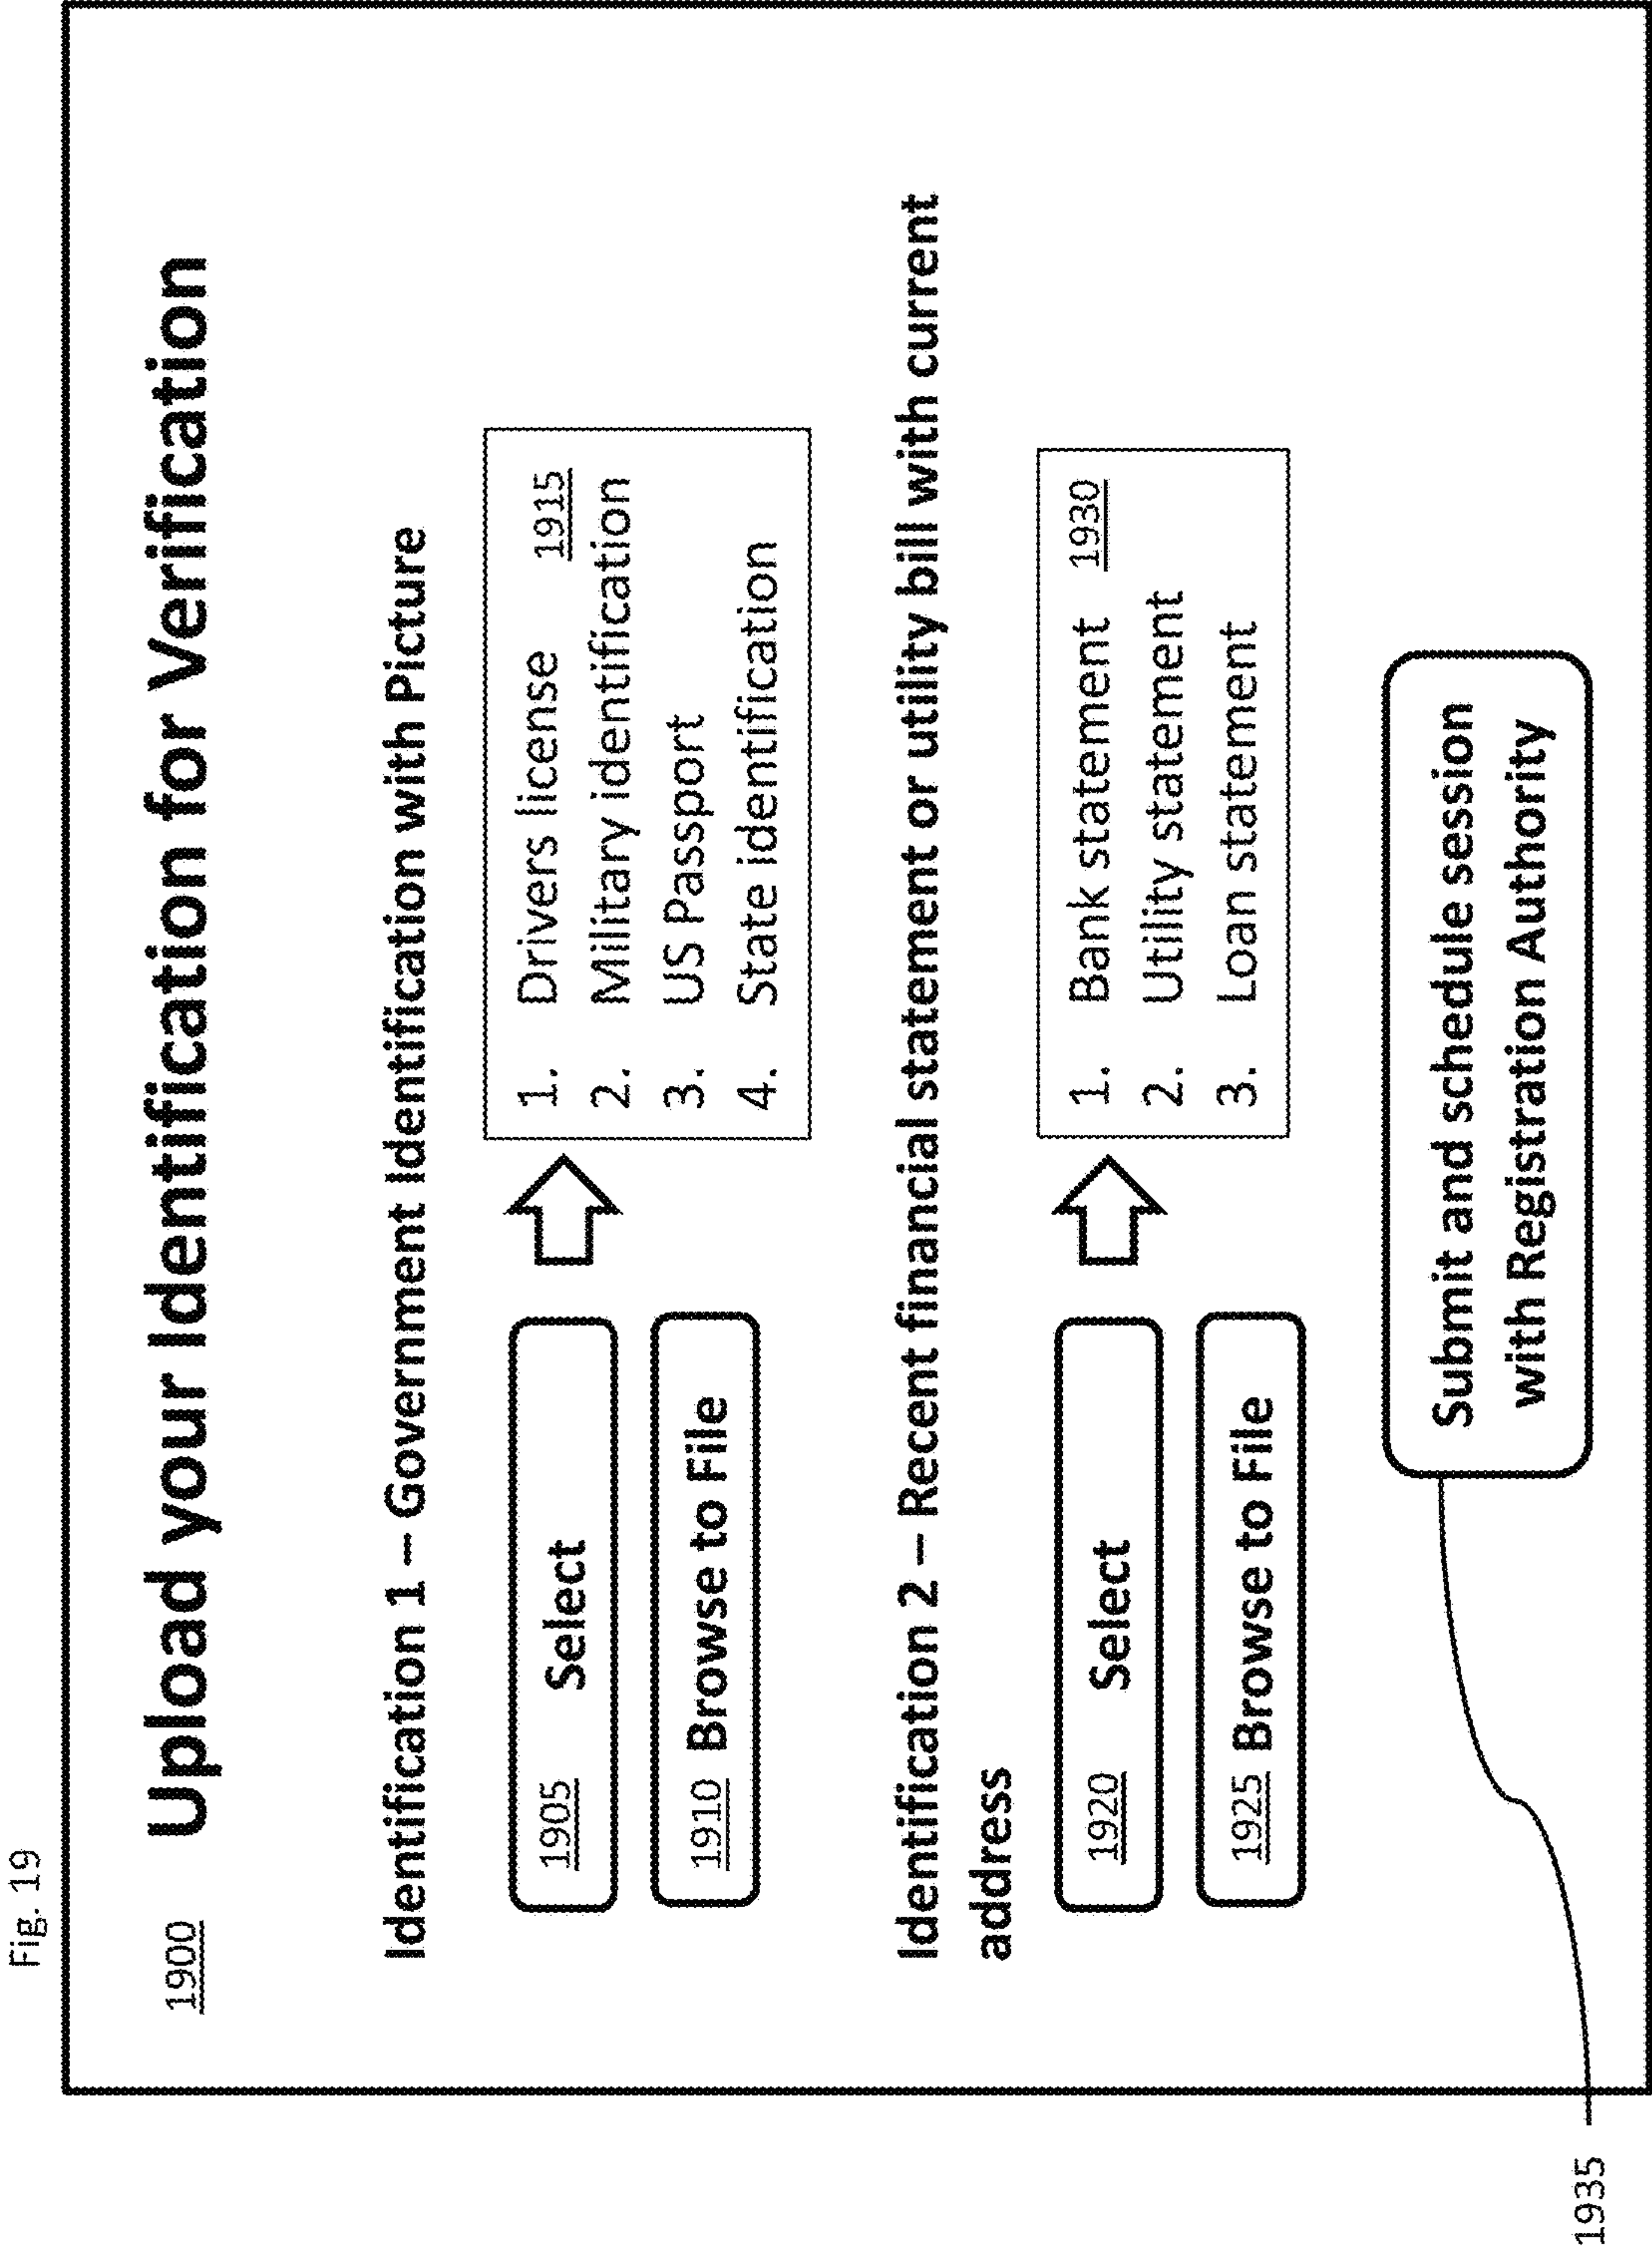 Fig. 19
1900 Upload your Identification for Verification
Identification 1 – Government Identification with Picture
1905 Select
1910 Browse to File
1. Drivers license 1915
2. Military identification
3. US Passport
4. State identification
Identification 2 – Recent financial statement or utility bill with current
address
1920 Select
1925 Browse to File
1. Bank statement 1930
2. Utility statement
3. Loan statement
Submit and schedule session
with Registration Authority
1935